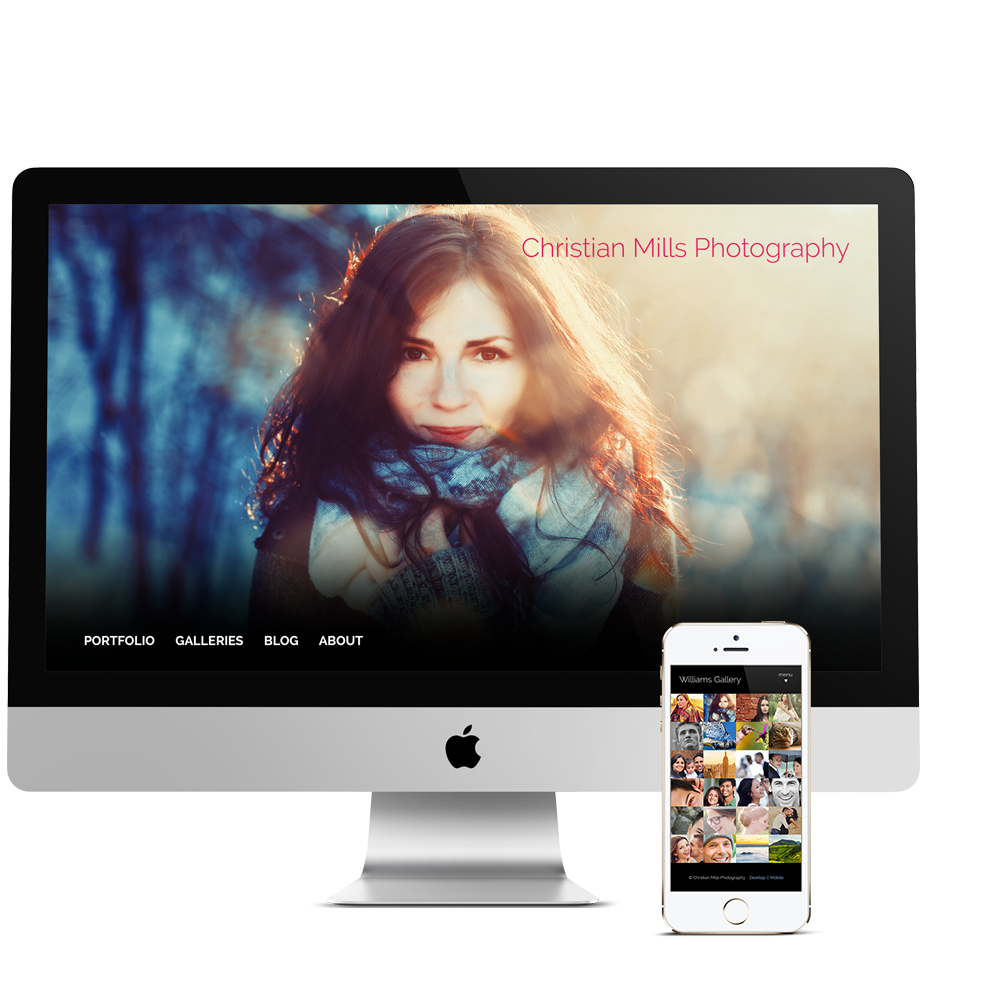 Christian Mills Photography
PORTFOLIO GALLERIES BLOG ABOUT
Williams Gallery
menu
© Christian Mills Photography Desktop | Mobile